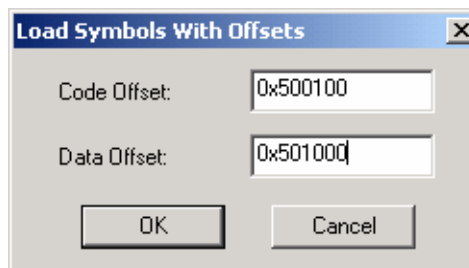 Load Symbols With Offsets
Code Offset: 0x500100
Data Offset: 0x501000
OK Cancel